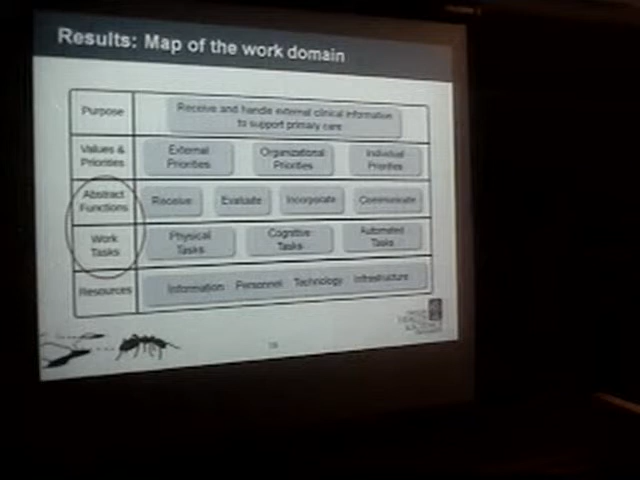 Results: Map of the work domain
Purpose
Receive and handle external clinical information
to support primary care
Values &
Priorities
External
Priorities
Organizational
Priorities
Individual
Priorities
Abstract
Functions
Receive
Evaluate
Incorporate
Communicate
Work
Tasks
Physical
Tasks
Cognitive
Tasks
Automated
Tasks
Resources
Information Personnel Technology Infrastructure